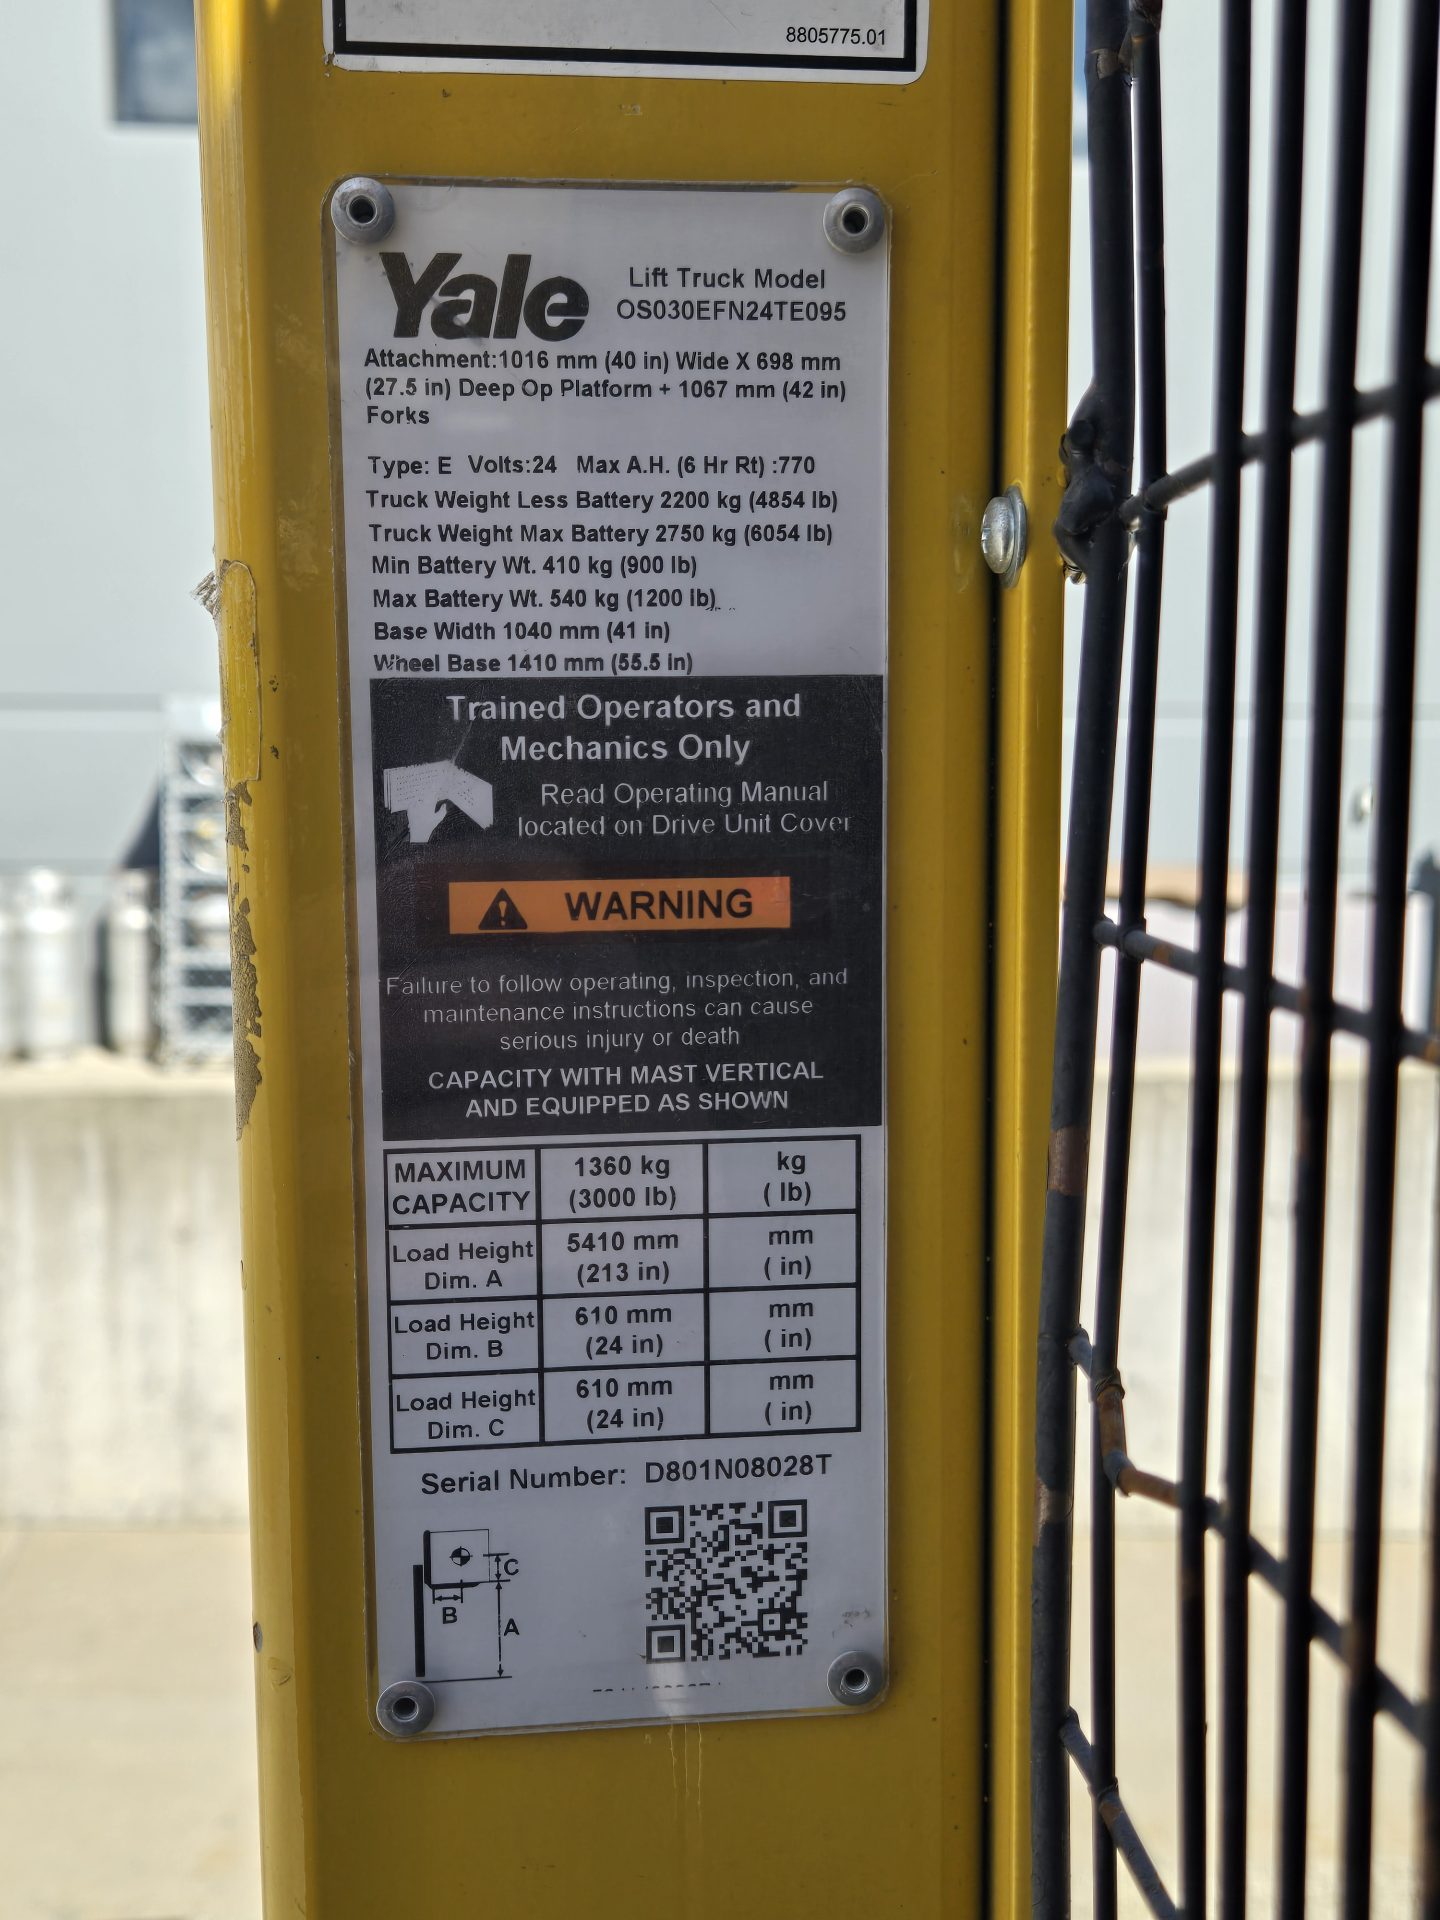 8805775.01
Yale
Lift Truck Model
OS030EFN24TE095
Attachment:1016 mm (40 in) Wide X 698 mm
(27.5 in) Deep Op Platform + 1067 mm (42 in)
Forks
Type: E Volts:24 Max A.H. (6 Hr Rt) :770
Truck Weight Less Battery 2200 kg (4854 lb)
Truck Weight Max Battery 2750 kg (6054 lb)
Min Battery Wt. 410 kg (900 lb)
Max Battery Wt. 540 kg (1200 lb)
Base Width 1040 mm (41 in)
Wheel Base 1410 mm (55.5 in)
Trained Operators and
Mechanics Only
Read Operating Manual
located on Drive Unit Cover
WARNING
Failure to follow operating, inspection, and
maintenance instructions can cause
serious injury or death
CAPACITY WITH MAST VERTICAL
AND EQUIPPED AS SHOWN
MAXIMUM CAPACITY 1360 kg (3000 lb) kg ( lb)
Load Height Dim. A 5410 mm (213 in) mm ( in)
Load Height Dim. B 610 mm (24 in) mm ( in)
Load Height Dim. C 610 mm (24 in) mm ( in)
Serial Number: D801N08028T
C
B
A